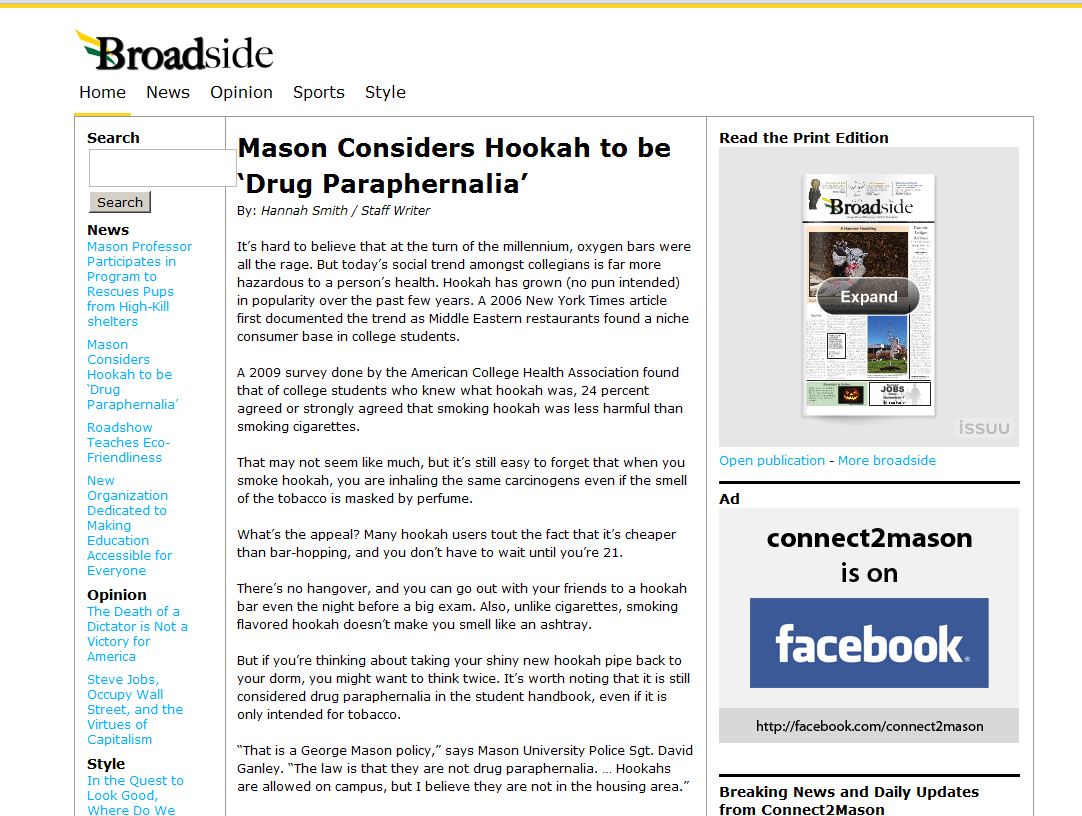 Broadside
Home News Opinion Sports Style
Search
Search
News
Mason Professor
Participates in
Program to
Rescues Pups
from High-Kill
shelters
Mason
Considers
Hookah to be
‘Drug
Paraphernalia’
Roadshow
Teaches Eco-
Friendliness
New
Organization
Dedicated to
Making
Education
Accessible for
Everyone
Opinion
The Death of a
Dictator is Not a
Victory for
America
Steve Jobs,
Occupy Wall
Street, and the
Virtues of
Capitalism
Style
In the Quest to
Look Good,
Where Do We
Mason Considers Hookah to be
‘Drug Paraphernalia’
By: Hannah Smith / Staff Writer
It’s hard to believe that at the turn of the millennium, oxygen bars were
all the rage. But today’s social trend amongst collegians is far more
hazardous to a person’s health. Hookah has grown (no pun intended)
in popularity over the past few years. A 2006 New York Times article
first documented the trend as Middle Eastern restaurants found a niche
consumer base in college students.
A 2009 survey done by the American College Health Association found
that of college students who knew what hookah was, 24 percent
agreed or strongly agreed that smoking hookah was less harmful than
smoking cigarettes.
That may not seem like much, but it’s still easy to forget that when you
smoke hookah, you are inhaling the same carcinogens even if the smell
of the tobacco is masked by perfume.
What’s the appeal? Many hookah users tout the fact that it’s cheaper
than bar-hopping, and you don’t have to wait until you’re 21.
There’s no hangover, and you can go out with your friends to a hookah
bar even the night before a big exam. Also, unlike cigarettes, smoking
flavored hookah doesn’t make you smell like an ashtray.
But if you’re thinking about taking your shiny new hookah pipe back to
your dorm, you might want to think twice. It’s worth noting that it is still
considered drug paraphernalia in the student handbook, even if it is
only intended for tobacco.
“That is a George Mason policy,” says Mason University Police Sgt. David
Ganley. “The law is that they are not drug paraphernalia. … Hookahs
are allowed on campus, but I believe they are not in the housing area.”
Read the Print Edition
Broadside
Expand
JOBS
issuu
Open publication - More broadside
Ad
connect2mason
is on
facebook®
http://facebook.com/connect2mason
Breaking News and Daily Updates
from Connect2Mason